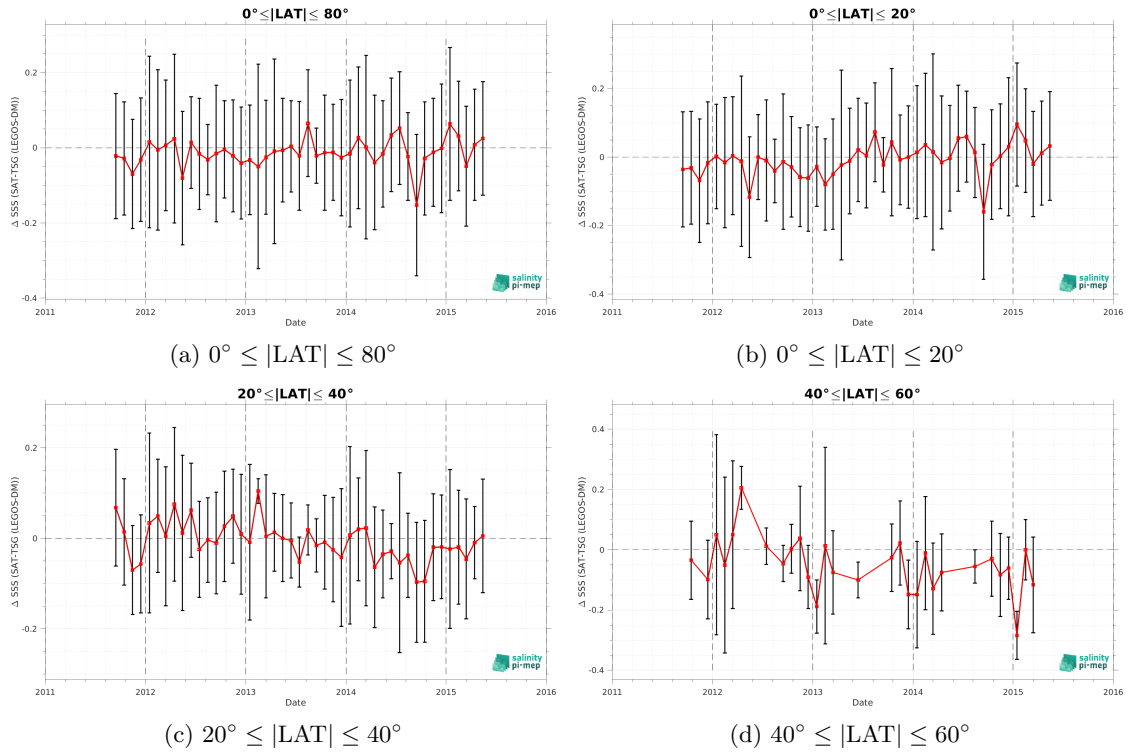 0°≤|LAT|≤ 80°
Δ SSS (SAT-TSG (LEGOS-DM))
0.2
0
-0.2
-0.4
2011 2012 2013 2014 2015 2016
Date
salinity
pi-mep
(a) 0° ≤ |LAT| ≤ 80°
0°≤|LAT|≤ 20°
Δ SSS (SAT-TSG (LEGOS-DM))
0.2
0
-0.2
-0.4
2011 2012 2013 2014 2015 2016
Date
salinity
pi-mep
(b) 0° ≤ |LAT| ≤ 20°
20°≤|LAT|≤ 40°
Δ SSS (SAT-TSG (LEGOS-DM))
0.2
0
-0.2
2011 2012 2013 2014 2015 2016
Date
salinity
pi-mep
(c) 20° ≤ |LAT| ≤ 40°
40°≤|LAT|≤ 60°
Δ SSS (SAT-TSG (LEGOS-DM))
0.4
0.2
0
-0.2
-0.4
2011 2012 2013 2014 2015 2016
Date
salinity
pi-mep
(d) 40° ≤ |LAT| ≤ 60°